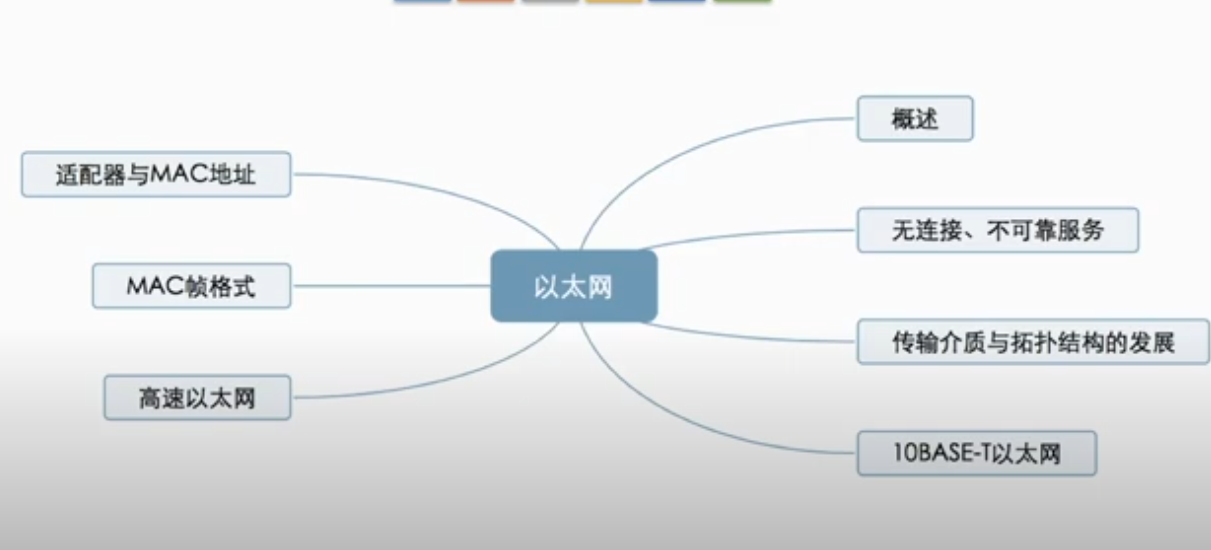 概述
适配器与MAC地址
无连接、不可靠服务
以太网
MAC帧格式
传输介质与拓扑结构的发展
高速以太网
10BASE-T以太网